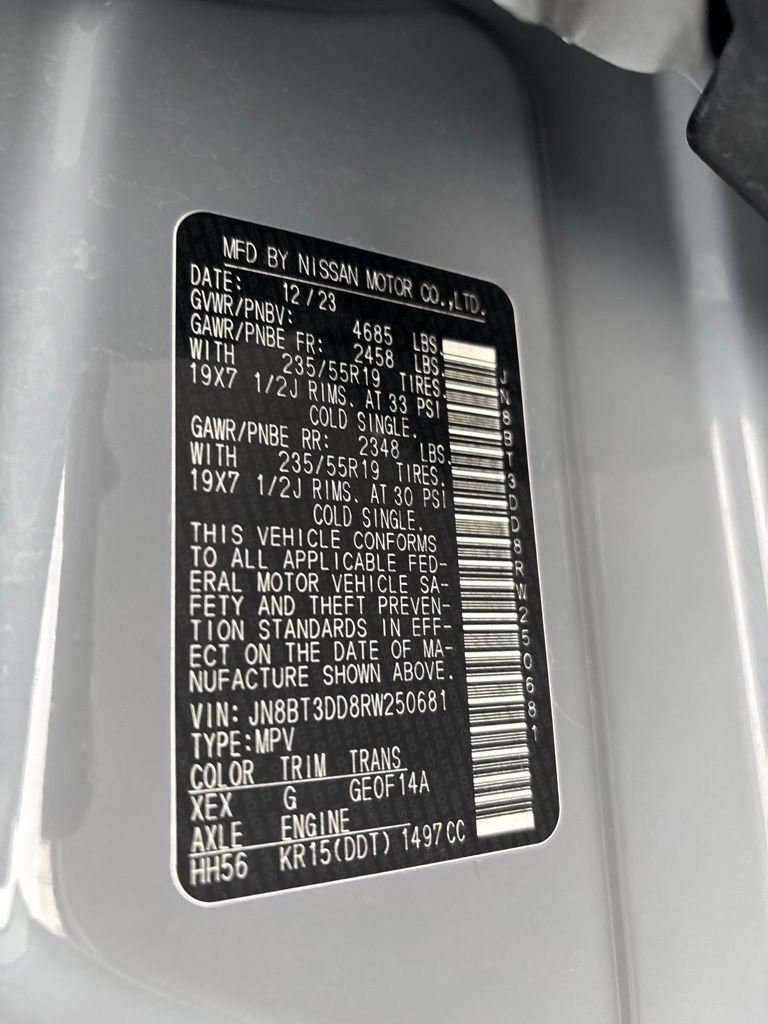 MFD BY NISSAN MOTOR CO.,LTD.
DATE: 12/23
GVWR/PNBV: 4685 LBS.
GAWR/PNBE FR: 2458 LBS.
WITH 235/55R19 TIRES.
19X7 1/2J RIMS. AT 33 PSI
COLD SINGLE.
GAWR/PNBE RR: 2348 LBS.
WITH 235/55R19 TIRES.
19X7 1/2J RIMS. AT 30 PSI
COLD SINGLE.
THIS VEHICLE CONFORMS
TO ALL APPLICABLE FED-
ERAL MOTOR VEHICLE SA-
FETY AND THEFT PREVEN-
TION STANDARDS IN EFF-
ECT ON THE DATE OF MA-
NUFACTURE SHOWN ABOVE.
VIN: JN8BT3DD8RW250681
TYPE:MPV
COLOR TRIM TRANS
XEX G GE0F14A
AXLE ENGINE
HH56 KR15(DDT) 1497CC
JN8BT3DD8RW250681